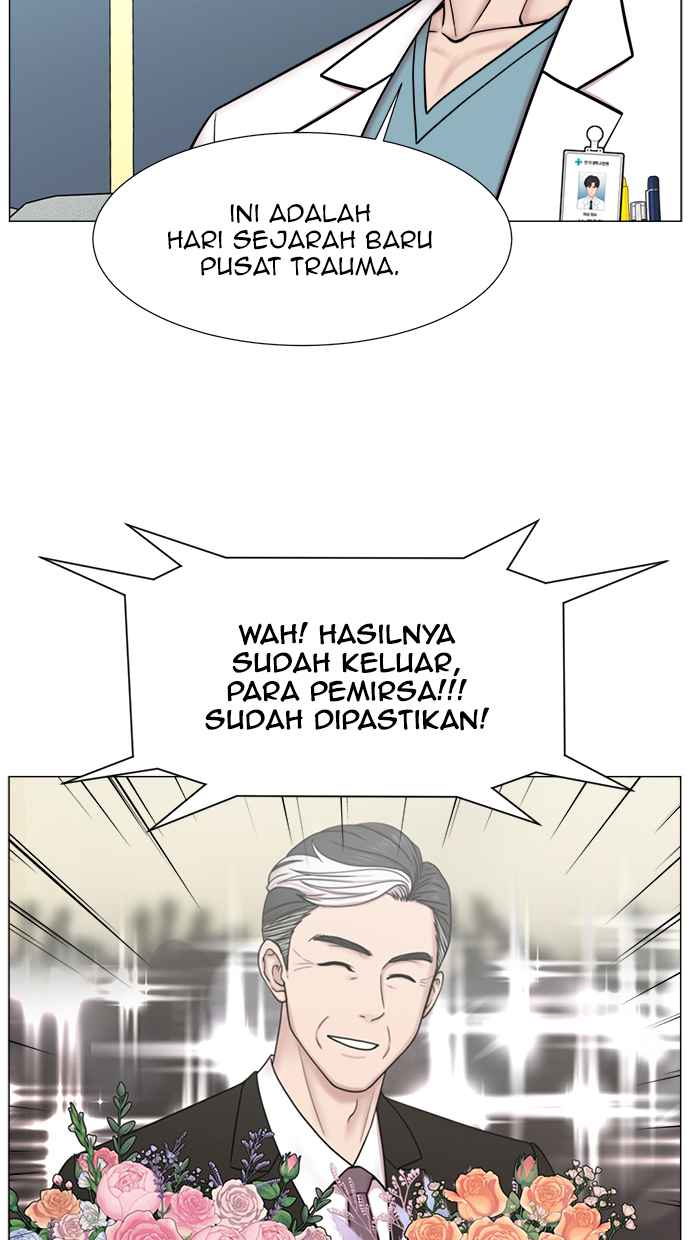 INI ADALAH
HARI SEJARAH BARU
PUSAT TRAUMA.
WAH! HASILNYA
SUDAH KELUAR,
PARA PEMIRSA!!!
SUDAH DIPASTIKAN!